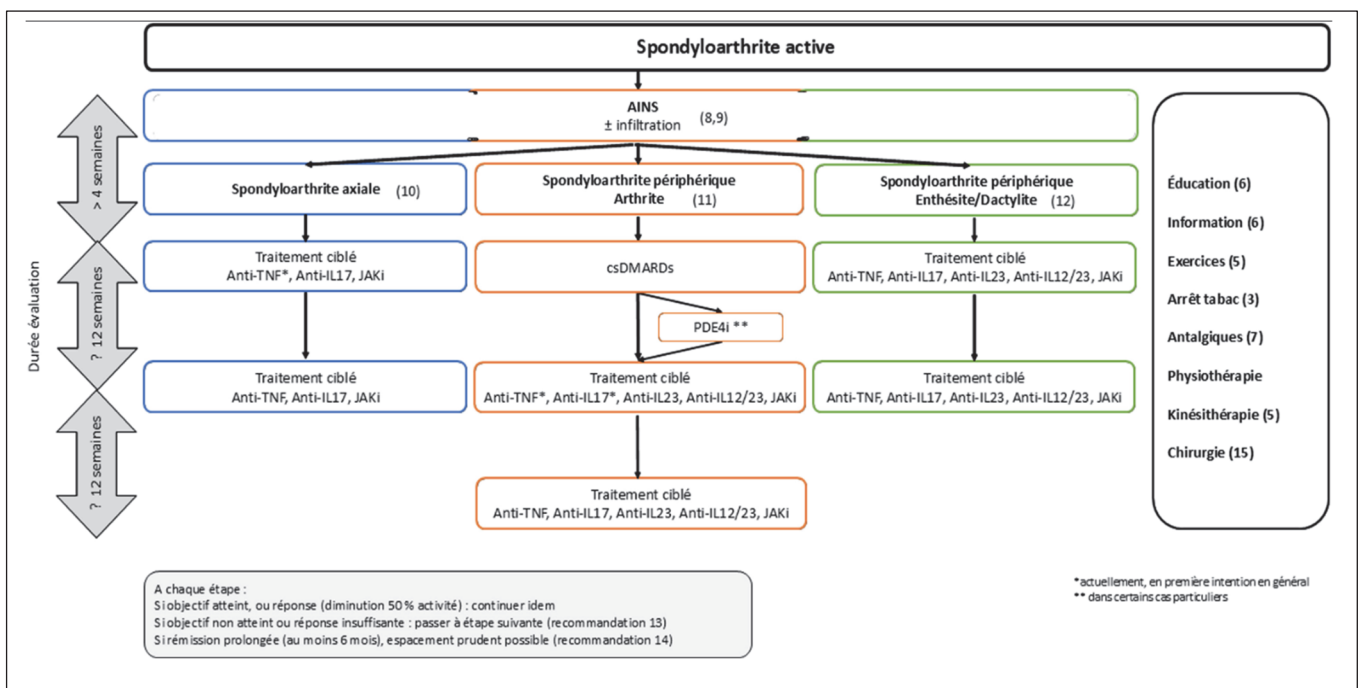 Spondyloarthrite active
AINS
± infiltration (8,9)
> 4 semaines
Spondyloarthrite axiale (10)
Spondyloarthrite périphérique
Arthrite (11)
Spondyloarthrite périphérique
Enthésite/Dactylite (12)
Durée évaluation
? 12 semaines
Traitement ciblé
Anti-TNF*, Anti-IL17, JAKi
csDMARDs
Traitement ciblé
Anti-TNF, Anti-IL17, Anti-IL23, Anti-IL12/23, JAKi
PDE4i **
Traitement ciblé
Anti-TNF, Anti-IL17, JAKi
Traitement ciblé
Anti-TNF*, Anti-IL17*, Anti-IL23, Anti-IL12/23, JAKi
Traitement ciblé
Anti-TNF, Anti-IL17, Anti-IL23, Anti-IL12/23, JAKi
? 12 semaines
Traitement ciblé
Anti-TNF, Anti-IL17, Anti-IL23, Anti-IL12/23, JAKi
Éducation (6)
Information (6)
Exercices (5)
Arrêt tabac (3)
Antalgiques (7)
Physiothérapie
Kinésithérapie (5)
Chirurgie (15)
A chaque étape :
Si objectif atteint, ou réponse (diminution 50 % activité) : continuer idem
Si objectif non atteint ou réponse insuffisante : passer à étape suivante (recommandation 13)
Si rémission prolongée (au moins 6 mois), espacement prudent possible (recommandation 14)
*actuellement, en première intention en général
** dans certains cas particuliers